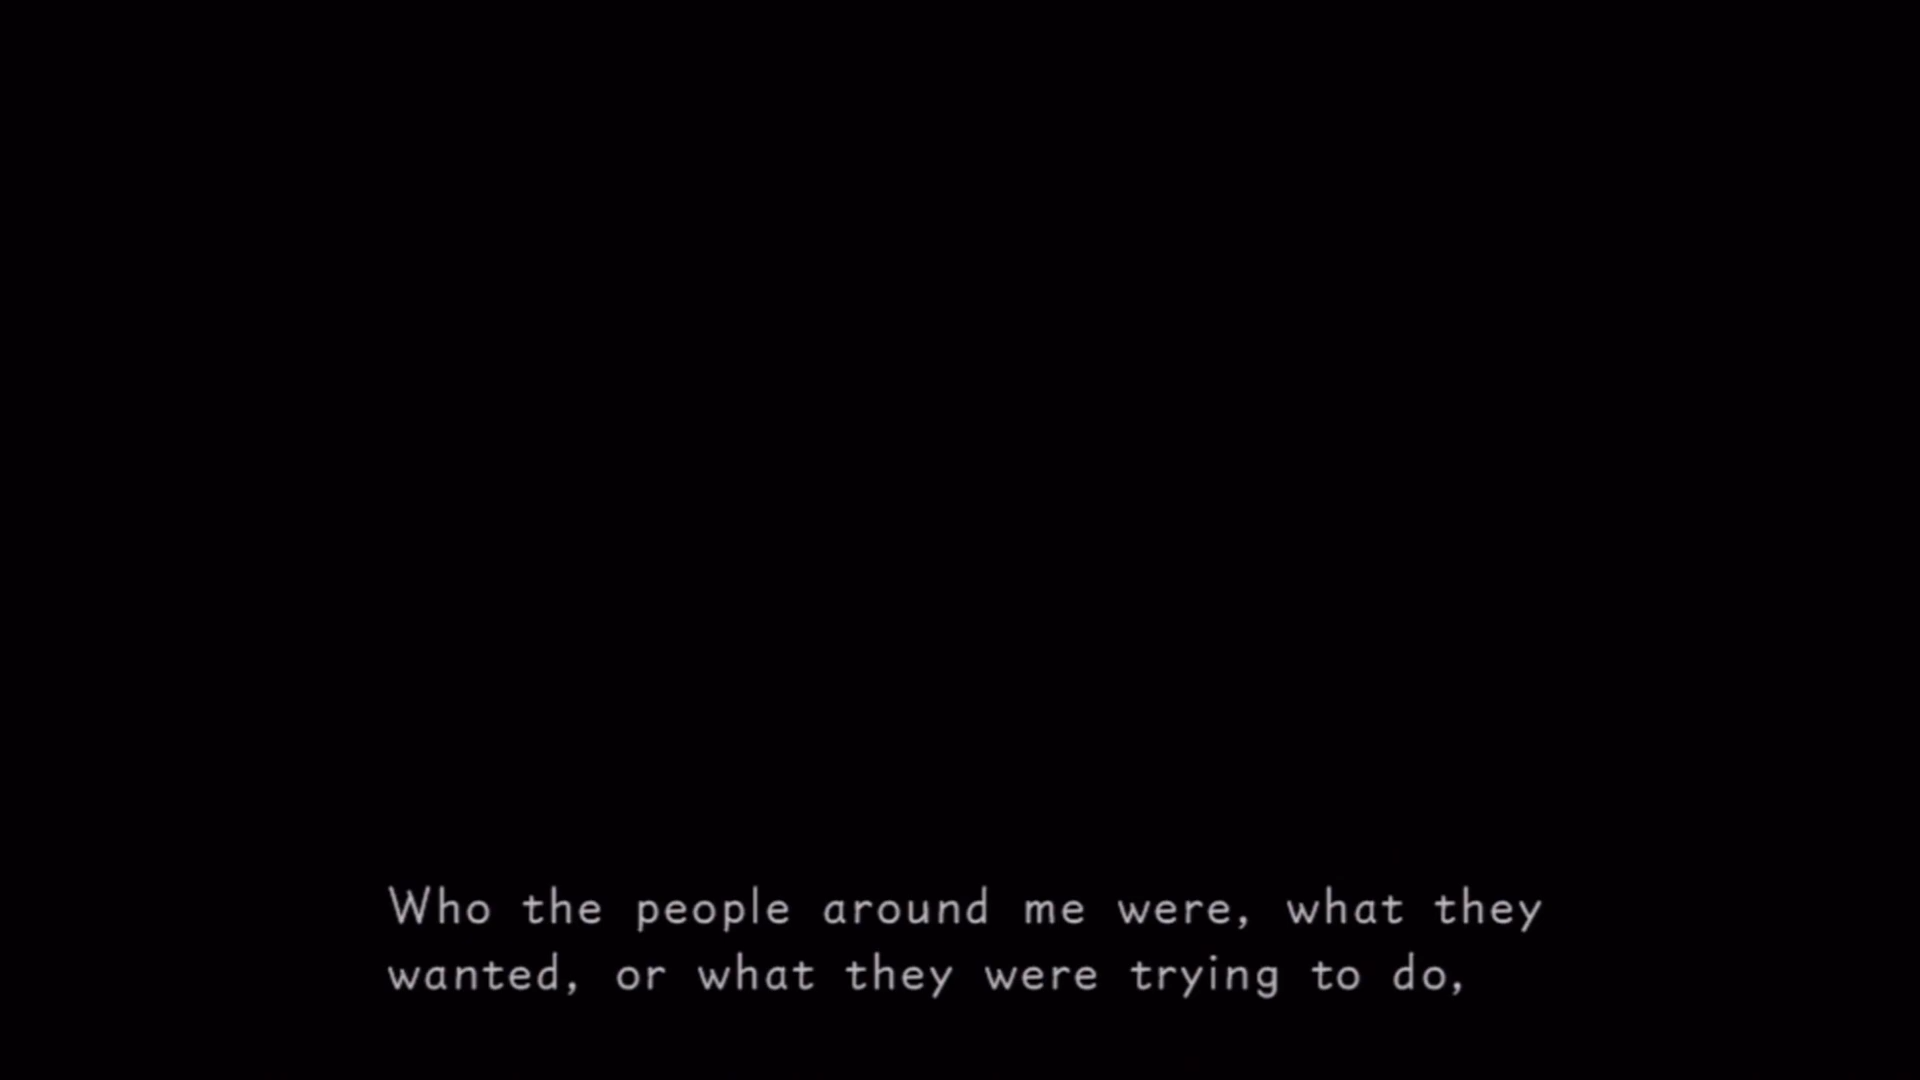 Who the people around me were, what they
wanted, or what they were trying to do,